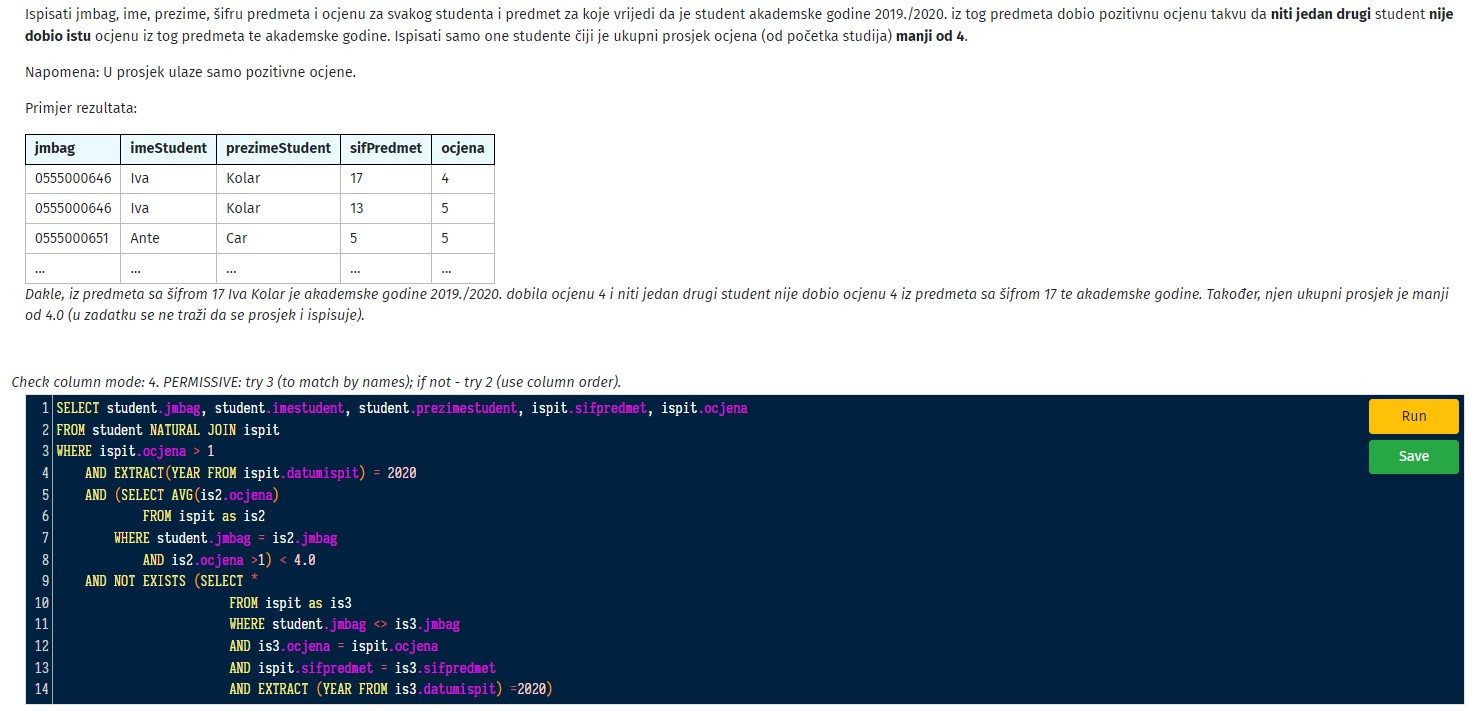 Ispisati jmbag, ime, prezime, šifru predmeta i ocjenu za svakog studenta i predmet za koje vrijedi da je student akademske godine 2019./2020. iz tog predmeta dobio pozitivnu ocjenu takvu da niti jedan drugi student nije
dobio istu ocjenu iz tog predmeta te akademske godine. Ispisati samo one studente čiji je ukupni prosjek ocjena (od početka studija) manji od 4.
Napomena: U prosjek ulaze samo pozitivne ocjene.
Primjer rezultata:
jmbag imeStudent prezimeStudent sifPredmet ocjena
0555000646 Iva Kolar 17 4
0555000646 Iva Kolar 13 5
0555000651 Ante Car 5 5
... ... ... ... ...
Dakle, iz predmeta sa šifrom 17 Iva Kolar je akademske godine 2019./2020. dobila ocjenu 4 i niti jedan drugi student nije dobio ocjenu 4 iz predmeta sa šifrom 17 te akademske godine. Također, njen ukupni prosjek je manji
od 4.0 (u zadatku se ne traži da se prosjek i ispisuje).
Check column mode: 4. PERMISSIVE: try 3 (to match by names); if not - try 2 (use column order).
1 SELECT student.jmbag, student.imestudent, student.prezimestudent, ispit.sifpredmet, ispit.ocjena
Run
2 FROM student NATURAL JOIN ispit
3 WHERE ispit.ocjena > 1
Save
4 AND EXTRACT(YEAR FROM ispit.datumispit) = 2020
5 AND (SELECT AVG(is2.ocjena)
6 FROM ispit as is2
7 WHERE student.jmbag = is2.jmbag
8 AND is2.ocjena >1) < 4.0
9 AND NOT EXISTS (SELECT *
10 FROM ispit as is3
11 WHERE student.jmbag <> is3.jmbag
12 AND is3.ocjena = ispit.ocjena
13 AND ispit.sifpredmet = is3.sifpredmet
14 AND EXTRACT (YEAR FROM is3.datumispit) =2020)